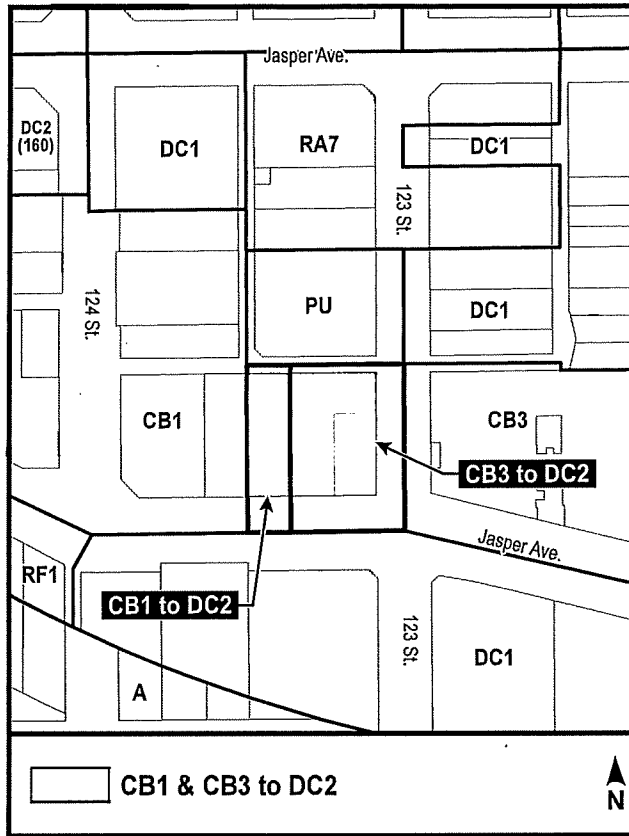 Jasper Ave.
DC2
(160)
DC1
RA7
DC1
123 St.
124 St.
PU
DC1
CB1
CB3
CB3 to DC2
Jasper Ave.
RF1
CB1 to DC2
123 St.
DC1
A
CB1 & CB3 to DC2
N